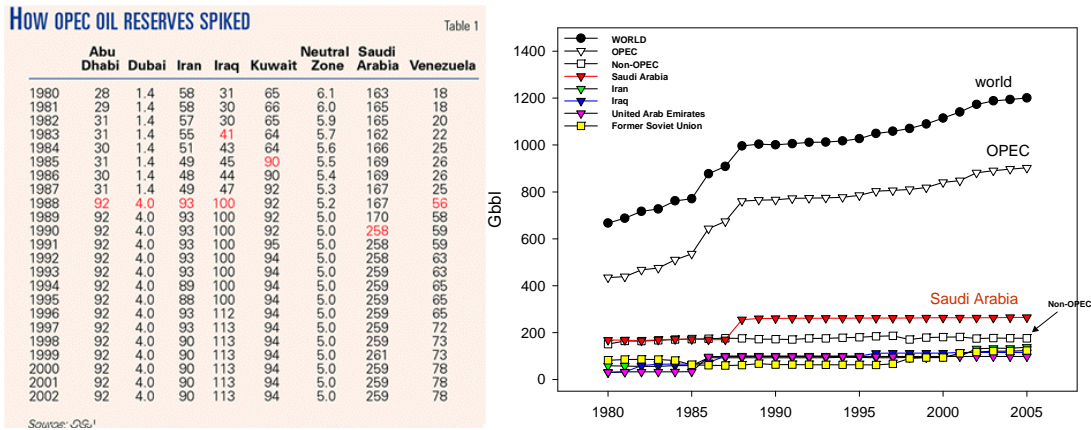 HOW OPEC OIL RESERVES SPIKED
Table 1
Abu Dhabi Dubai Iran Iraq Kuwait Neutral Zone Saudi Arabia Venezuela
1980 28 1.4 58 31 65 6.1 163 18
1981 29 1.4 58 30 66 6.0 165 18
1982 31 1.4 57 30 65 5.9 165 20
1983 31 1.4 55 41 64 5.7 162 22
1984 30 1.4 51 43 64 5.6 166 25
1985 31 1.4 49 45 90 5.5 169 26
1986 30 1.4 48 44 90 5.4 169 26
1987 31 1.4 49 47 92 5.3 167 25
1988 92 4.0 93 100 92 5.2 167 56
1989 92 4.0 93 100 92 5.0 170 58
1990 92 4.0 93 100 92 5.0 258 59
1991 92 4.0 93 100 95 5.0 258 59
1992 92 4.0 93 100 94 5.0 258 63
1993 92 4.0 93 100 94 5.0 259 63
1994 92 4.0 89 100 94 5.0 259 65
1995 92 4.0 88 100 94 5.0 259 65
1996 92 4.0 93 112 94 5.0 259 65
1997 92 4.0 93 113 94 5.0 259 72
1998 92 4.0 90 113 94 5.0 259 73
1999 92 4.0 90 113 94 5.0 261 73
2000 92 4.0 90 113 94 5.0 259 78
2001 92 4.0 90 113 94 5.0 259 78
2002 92 4.0 90 113 94 5.0 259 78
Source:
WORLD
OPEC
Non-OPEC
Saudi Arabia
Iran
Iraq
United Arab Emirates
Former Soviet Union
world
OPEC
Saudi Arabia
Non-OPEC
Gbbl
1400
1200
1000
800
600
400
200
0
1980 1985 1990 1995 2000 2005